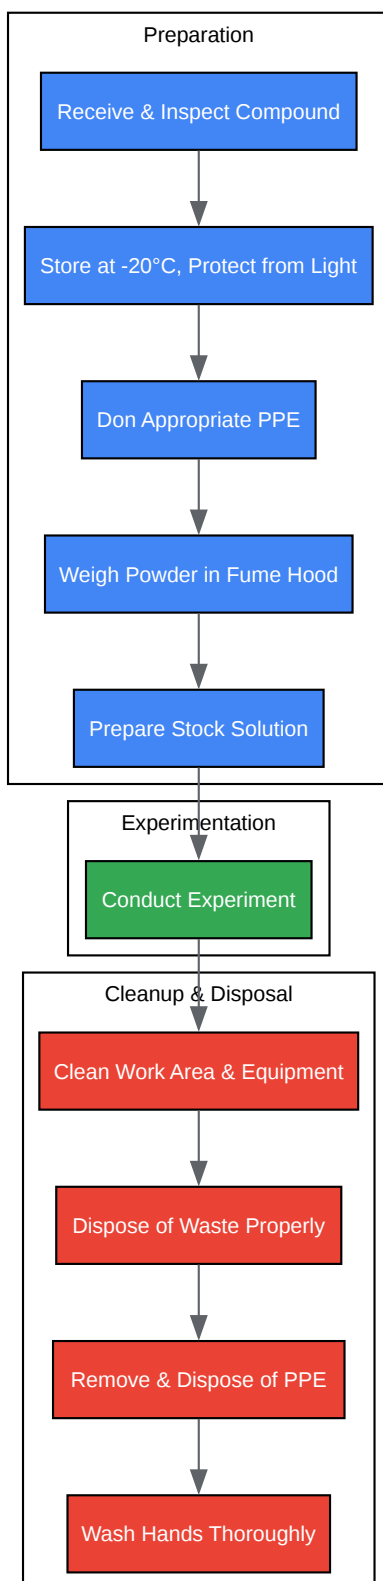 Preparation
Receive & Inspect Compound
Store at -20°C, Protect from Light
Don Appropriate PPE
Weigh Powder in Fume Hood
Prepare Stock Solution
Experimentation
Conduct Experiment
Cleanup & Disposal
Clean Work Area & Equipment
Dispose of Waste Properly
Remove & Dispose of PPE
Wash Hands Thoroughly